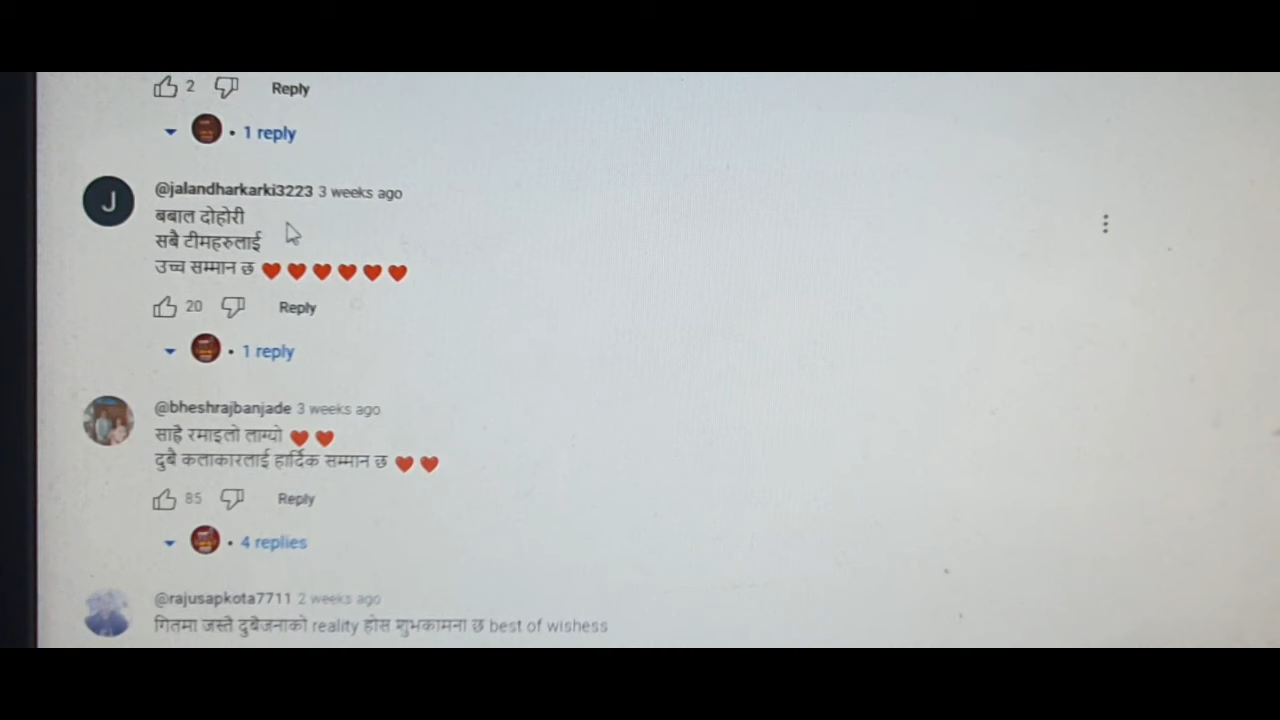 2 Reply
• 1 reply
J
@jalandharkarki3223 3 weeks ago
बबाल दोहोरी
सबै टीमहरुलाई
उच्च सम्मान छ ❤️❤️❤️❤️❤️❤️
20 Reply
• 1 reply
@bheshrajbanjade 3 weeks ago
साह्रै रमाइलो लाग्यो ❤️❤️
दुबै कलाकारलाई हार्दिक सम्मान छ ❤️❤️
85 Reply
• 4 replies
@rajusapkota7711 2 weeks ago
गितमा जस्तै दुबैजनाको reality होस शुभकामना छ best of wishess